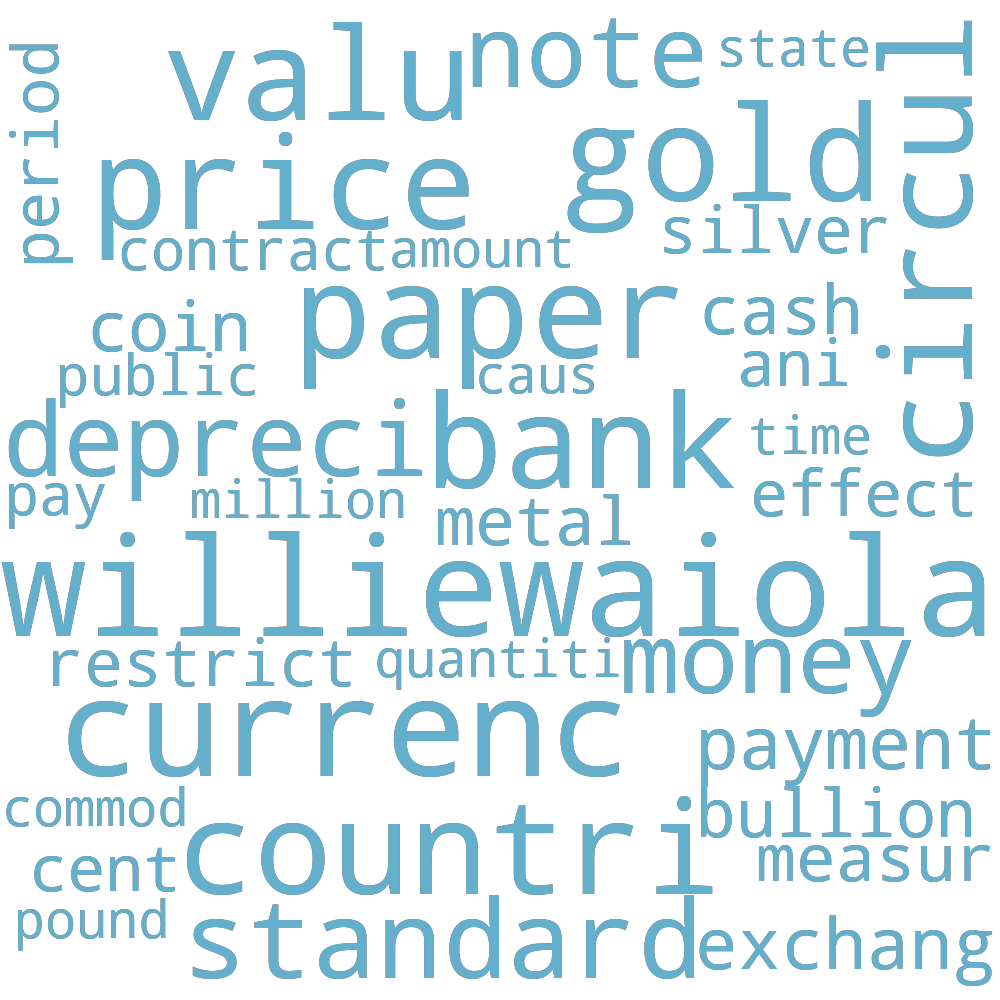 period
valu
note
state
circul
price
gold
silver
contract
amount
paper
cash
coin
ani
public
caus
depreci
bank
time
pay
million
effect
metal
williewaiola
restrict
quantiti
money
currenc
payment
commod
countri
bullion
cent
measur
pound
standard
exchang